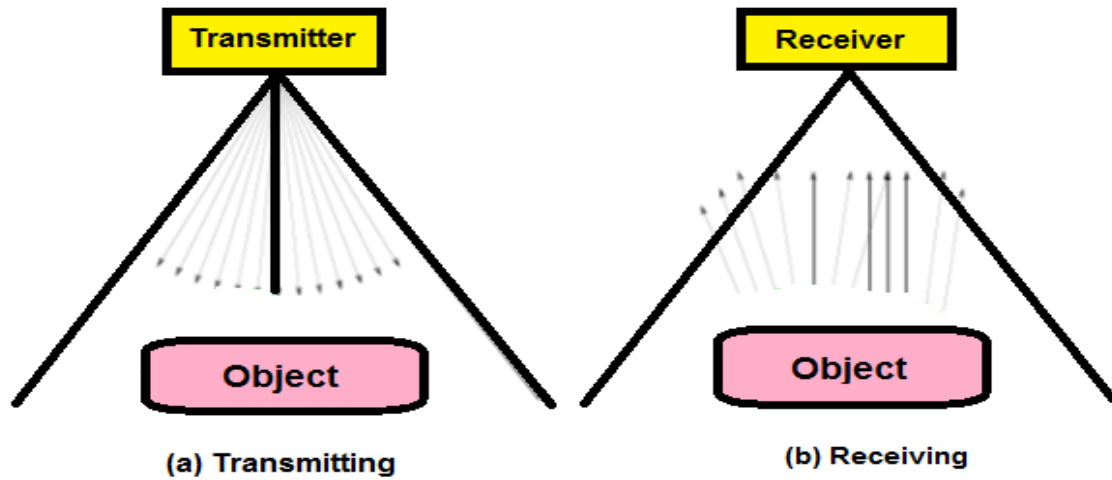 Transmitter
Receiver
Object
Object
(a) Transmitting
(b) Receiving